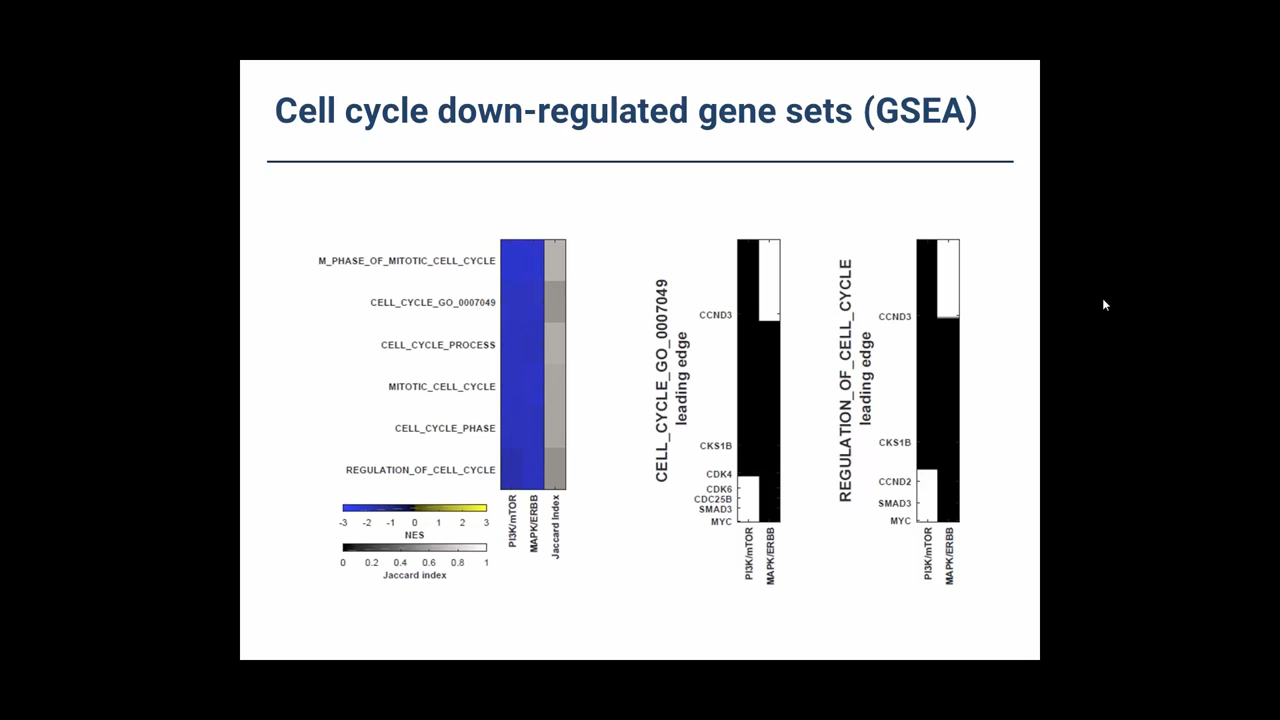 Cell cycle down-regulated gene sets (GSEA)
M_PHASE_OF_MITOTIC_CELL_CYCLE
CELL_CYCLE_GO_0007049
CELL_CYCLE_PROCESS
MITOTIC_CELL_CYCLE
CELL_CYCLE_PHASE
REGULATION_OF_CELL_CYCLE
PI3K/mTOR
MAPK/ERBB
Jaccard Index
-3 -2 -1 0 1 2 3
NES
0 0.2 0.4 0.6 0.8 1
Jaccard index
CELL_CYCLE_GO_0007049
leading edge
CCND3
CKS1B
CDK4
CDK6
CDC25B
SMAD3
MYC
PI3K/mTOR
MAPK/ERBB
REGULATION_OF_CELL_CYCLE
leading edge
CCND3
CKS1B
CCND2
SMAD3
MYC
PI3K/mTOR
MAPK/ERBB